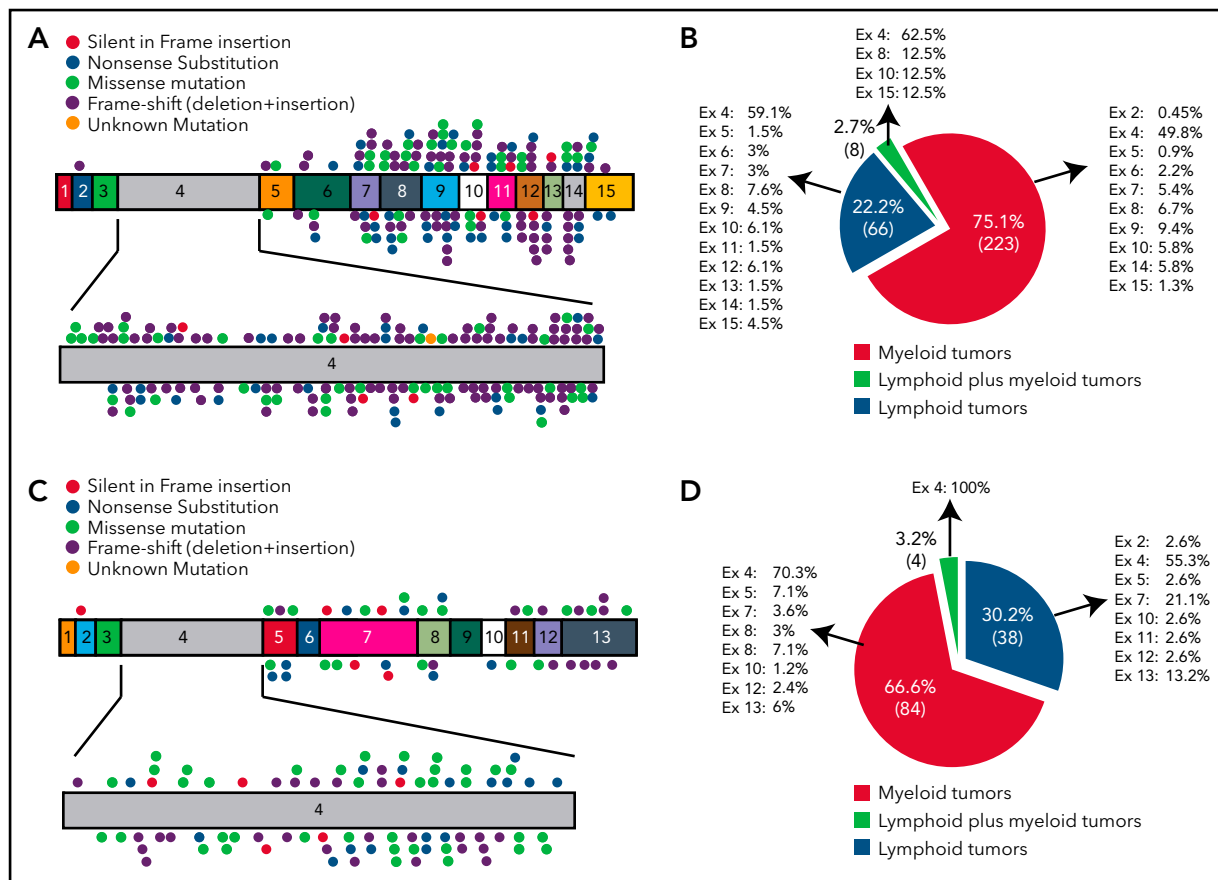 A
Silent in Frame insertion
Nonsense Substitution
Missense mutation
Frame-shift (deletion+insertion)
Unknown Mutation
1 2 3 4 5 6 7 8 9 10 11 12 13 14 15
4
B
Ex 4: 62.5%
Ex 8: 12.5%
Ex 10: 12.5%
Ex 15: 12.5%
Ex 4: 59.1%
Ex 5: 1.5%
Ex 6: 3%
Ex 7: 3%
Ex 8: 7.6%
Ex 9: 4.5%
Ex 10: 6.1%
Ex 11: 1.5%
Ex 12: 6.1%
Ex 13: 1.5%
Ex 14: 1.5%
Ex 15: 4.5%
2.7%
(8)
22.2%
(66)
75.1%
(223)
Ex 2: 0.45%
Ex 4: 49.8%
Ex 5: 0.9%
Ex 6: 2.2%
Ex 7: 5.4%
Ex 8: 6.7%
Ex 9: 9.4%
Ex 10: 5.8%
Ex 14: 5.8%
Ex 15: 1.3%
Myeloid tumors
Lymphoid plus myeloid tumors
Lymphoid tumors
C
Silent in Frame insertion
Nonsense Substitution
Missense mutation
Frame-shift (deletion+insertion)
Unknown Mutation
1 2 3 4 5 6 7 8 9 10 11 12 13
4
D
Ex 4: 100%
Ex 4: 70.3%
Ex 5: 7.1%
Ex 7: 3.6%
Ex 8: 3%
Ex 8: 7.1%
Ex 10: 1.2%
Ex 12: 2.4%
Ex 13: 6%
3.2%
(4)
30.2%
(38)
66.6%
(84)
Ex 2: 2.6%
Ex 4: 55.3%
Ex 5: 2.6%
Ex 7: 21.1%
Ex 10: 2.6%
Ex 11: 2.6%
Ex 12: 2.6%
Ex 13: 13.2%
Myeloid tumors
Lymphoid plus myeloid tumors
Lymphoid tumors